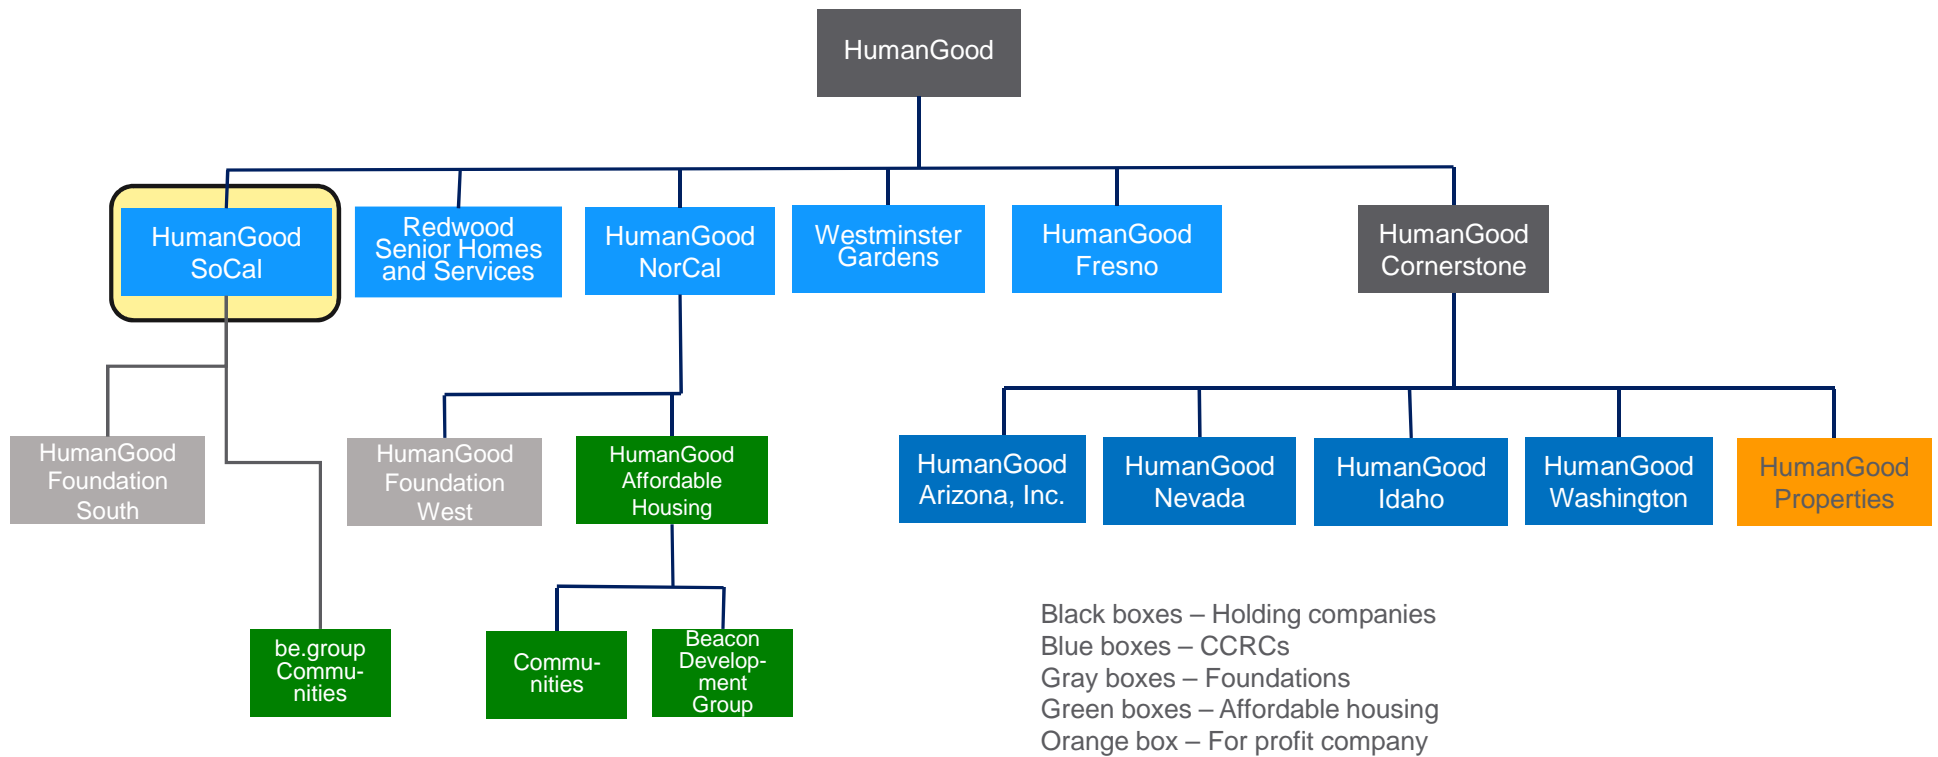 HumanGood
HumanGood
SoCal
Redwood
Senior Homes
and Services
HumanGood
NorCal
Westminster
Gardens
HumanGood
Fresno
HumanGood
Cornerstone
HumanGood
Foundation
South
HumanGood
Foundation
West
HumanGood
Affordable
Housing
HumanGood
Arizona, Inc.
HumanGood
Nevada
HumanGood
Idaho
HumanGood
Washington
HumanGood
Properties
be.group
Commu-
nities
Commu-
nities
Beacon
Develop-
ment
Group
Black boxes – Holding companies
Blue boxes – CCRCs
Gray boxes – Foundations
Green boxes – Affordable housing
Orange box – For profit company